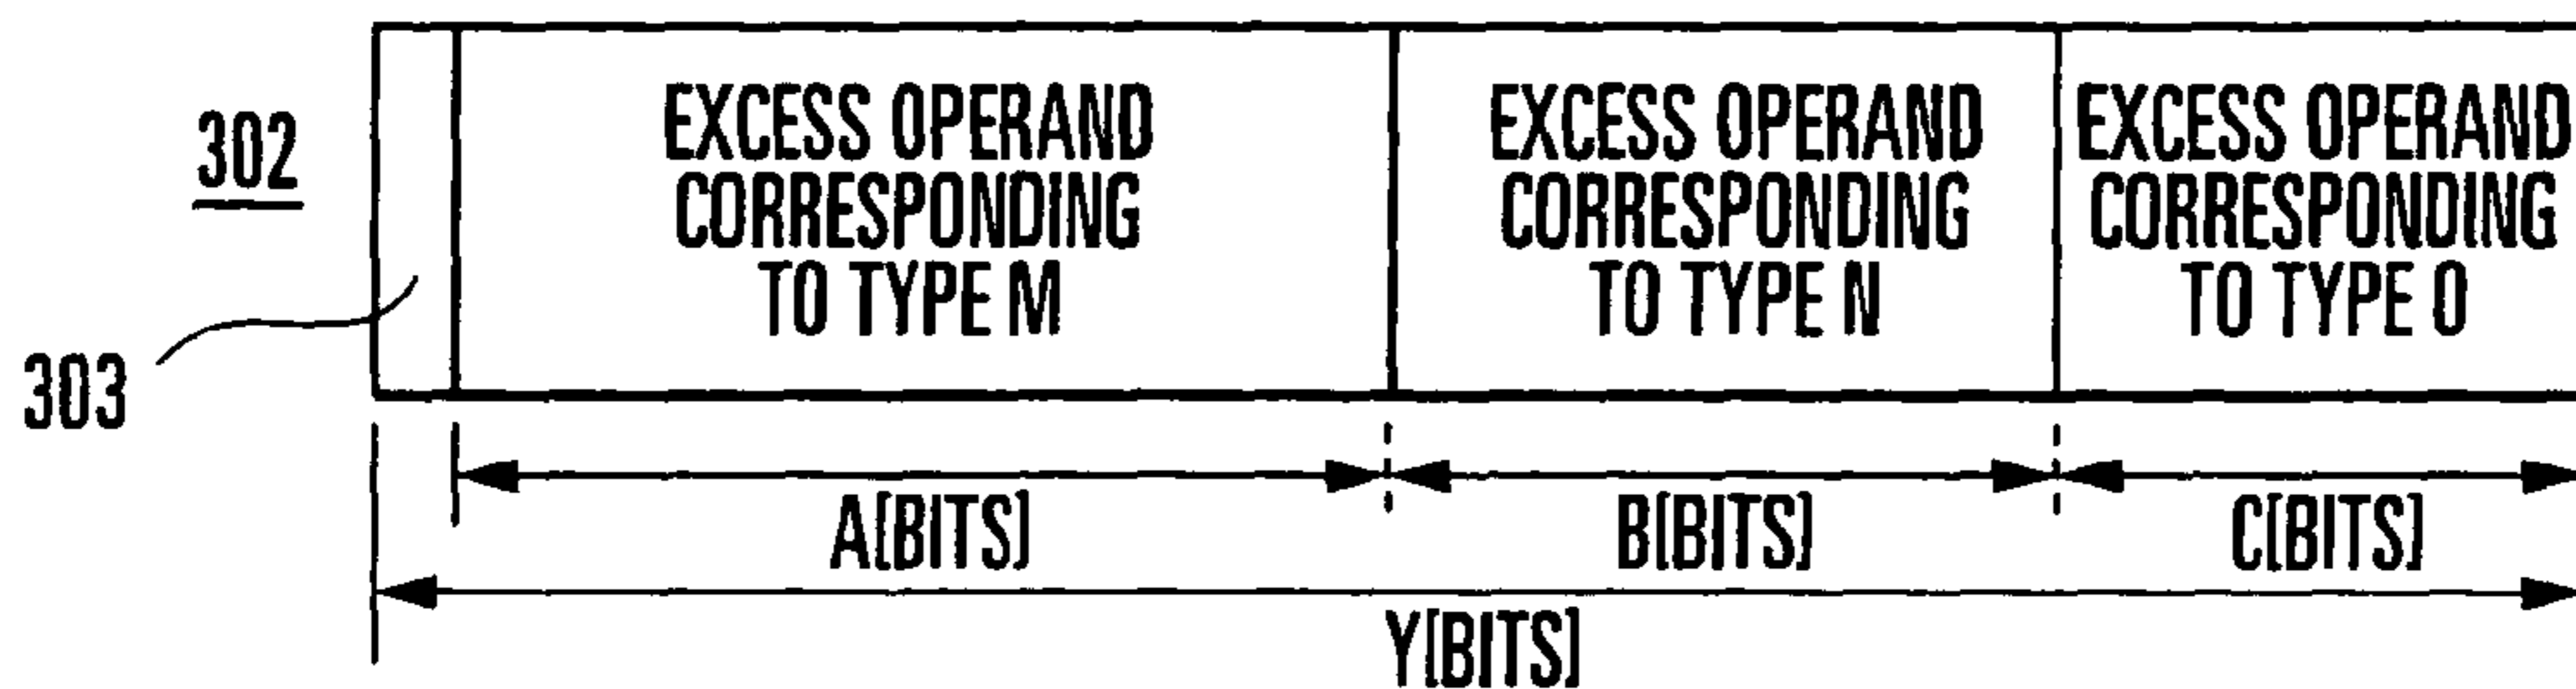 302
EXCESS OPERAND
CORRESPONDING
TO TYPE M
EXCESS OPERAND
CORRESPONDING
TO TYPE N
EXCESS OPERAND
CORRESPONDING
TO TYPE O
303
A[BITS]
B[BITS]
C[BITS]
Y[BITS]